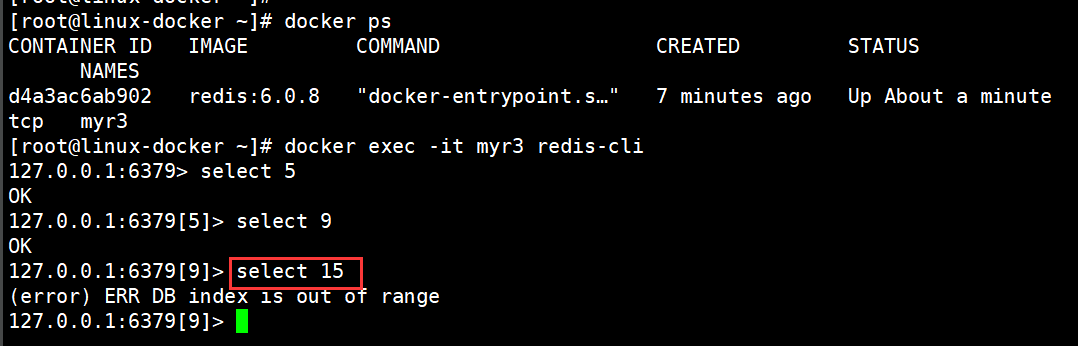 [root@linux-docker ~]#
[root@linux-docker ~]# docker ps
CONTAINER ID   IMAGE         COMMAND                  CREATED         STATUS
      NAMES
d4a3ac6ab902   redis:6.0.8   "docker-entrypoint.s…"   7 minutes ago   Up About a minute
tcp   myr3
[root@linux-docker ~]# docker exec -it myr3 redis-cli
127.0.0.1:6379> select 5
OK
127.0.0.1:6379[5]> select 9
OK
127.0.0.1:6379[9]> select 15
(error) ERR DB index is out of range
127.0.0.1:6379[9]>